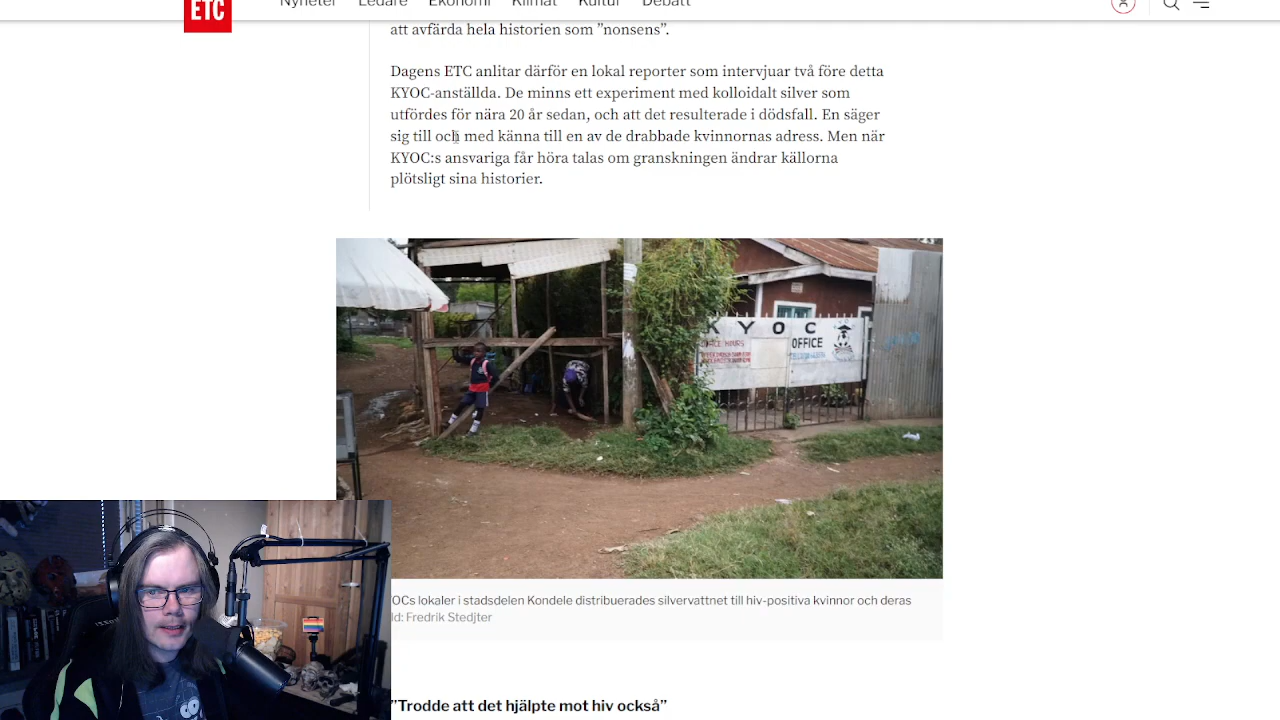 ETC
Nyheter Ledare Ekonomi Klimat Kultur Debatt
att avfärda hela historien som ”nonsens”.
Dagens ETC anlitar därför en lokal reporter som intervjuar två före detta
KYOC-anställda. De minns ett experiment med kolloidalt silver som
utfördes för nära 20 år sedan, och att det resulterade i dödsfall. En säger
sig till och med känna till en av de drabbade kvinnornas adress. Men när
KYOC:s ansvariga får höra talas om granskningen ändrar källorna
plötsligt sina historier.
KYOC
OFFICE
OCs lokaler i stadsdelen Kondele distribuerades silvervattnet till hiv-positiva kvinnor och deras
ld: Fredrik Stedjter
”Trodde att det hjälpte mot hiv också”